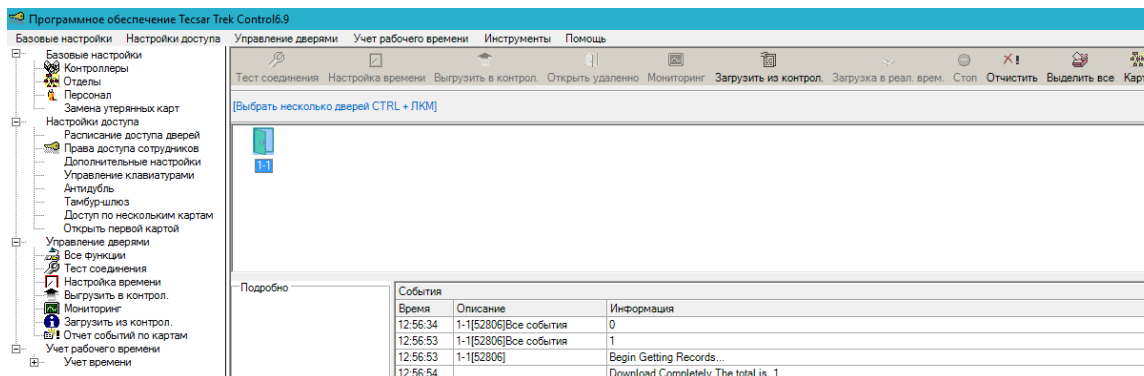 Программное обеспечение Tecsar Trek Control6.9
Базовые настройки Настройки доступа Управление дверями Учет рабочего времени Инструменты Помощь
Базовые настройки
Контроллеры
Отделы
Персонал
Замена утерянных карт
Настройки доступа
Расписание доступа дверей
Права доступа сотрудников
Дополнительные настройки
Управление клавиатурами
Антидубль
Тамбур-шлюз
Доступ по нескольким картам
Открыть первой картой
Управление дверями
Все функции
Тест соединения
Настройка времени
Выгрузить в контрол.
Мониторинг
Загрузить из контрол.
Отчет событий по картам
Учет рабочего времени
Учет времени
Тест соединения Настройка времени Выгрузить в контрол. Открыть удаленно Мониторинг Загрузить из контрол. Загрузка в реал. врем. Стоп Отчистить Выделить все
[Выбрать несколько дверей CTRL + ЛКМ]
1-1
Подробно
События
Время Описание Информация
12:56:34 1-1[52806]Все события 0
12:56:53 1-1[52806]Все события 1
12:56:53 1-1[52806] Begin Getting Records...
12:56:54 Download Completely The total is 1